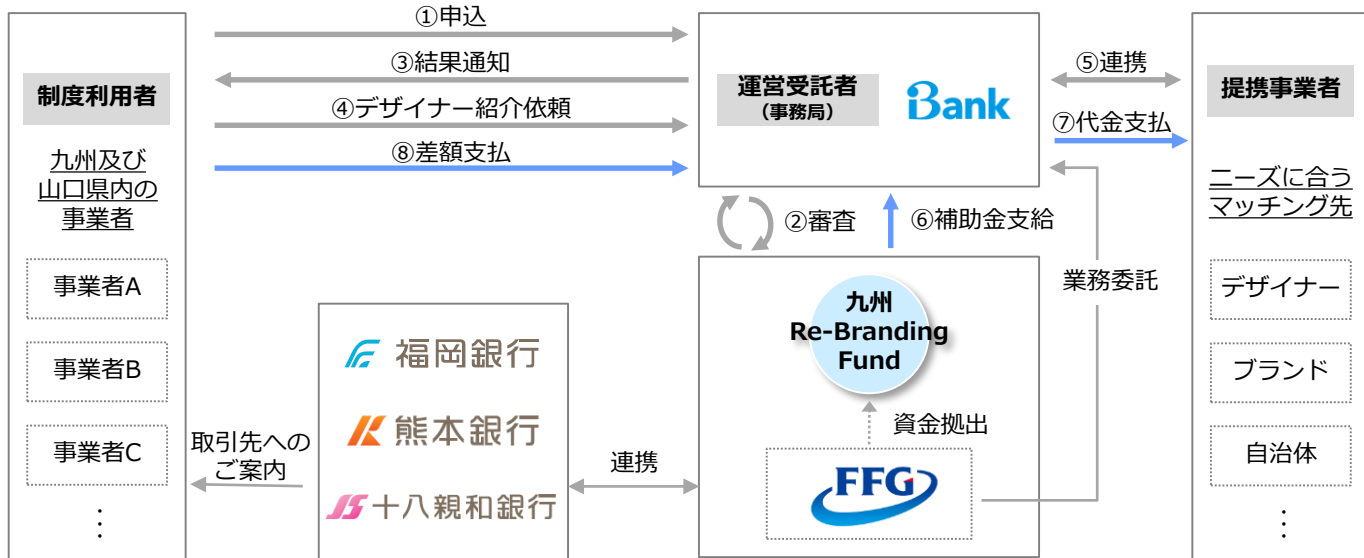 制度利用者
九州及び
山口県内の
事業者
事業者A
事業者B
事業者C
⋮
①申込
③結果通知
④デザイナー紹介依頼
⑧差額支払
運営受託者
（事務局）
iBank
⑤連携
⑦代金支払
提携事業者
ニーズに合う
マッチング先
デザイナー
ブランド
自治体
⋮
②審査
⑥補助金支給
業務委託
九州
Re-Branding
Fund
資金拠出
FFG
福岡銀行
熊本銀行
十八親和銀行
取引先への
ご案内
連携